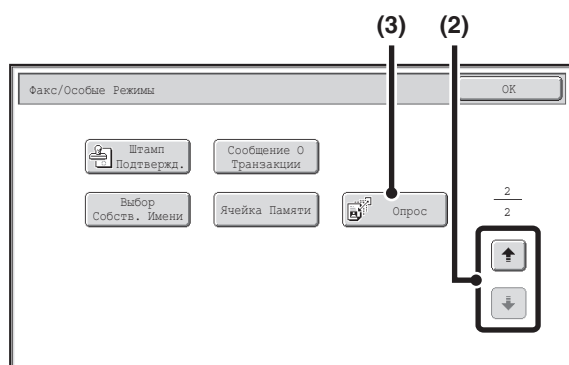 (3) (2)
Факс/Особые Режимы OK
Штамп
Подтвержд.
Сообщение О
Транзакции
Выбор
Собств. Имени
Ячейка Памяти
Опрос
2
2